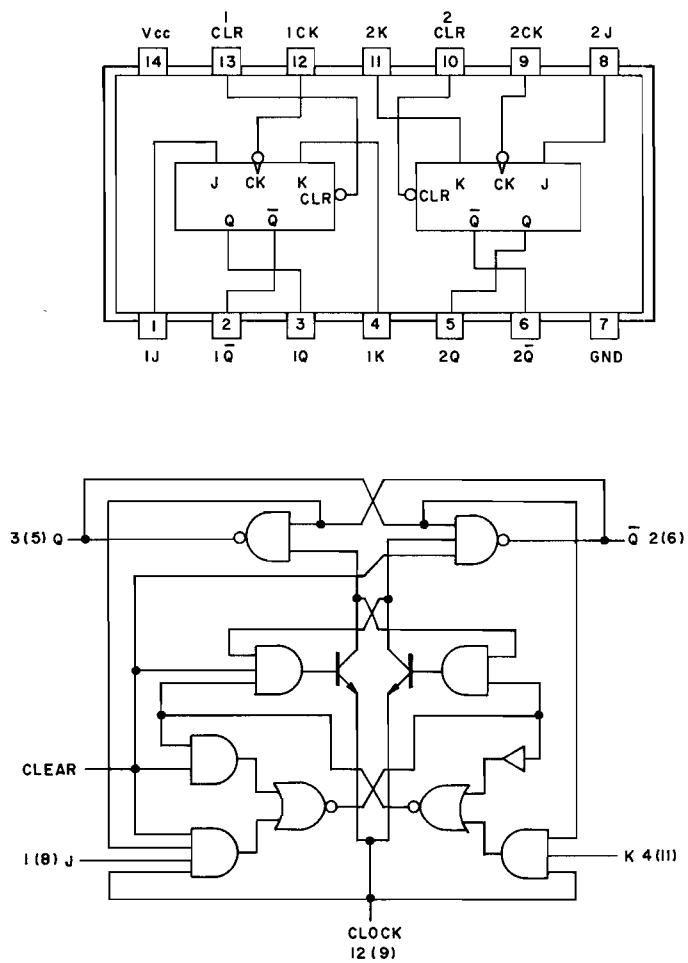 1 2
Vcc CLR 1CK 2K CLR 2CK 2J
14 13 12 11 10 9 8
J CK K K CK J
CLR CLR
Q Q̅ Q̅ Q
1 2 3 4 5 6 7
1J 1Q̅ 1Q 1K 2Q 2Q̅ GND
3(5) Q Q̅ 2(6)
CLEAR
1(8) J K 4(11)
CLOCK
12(9)